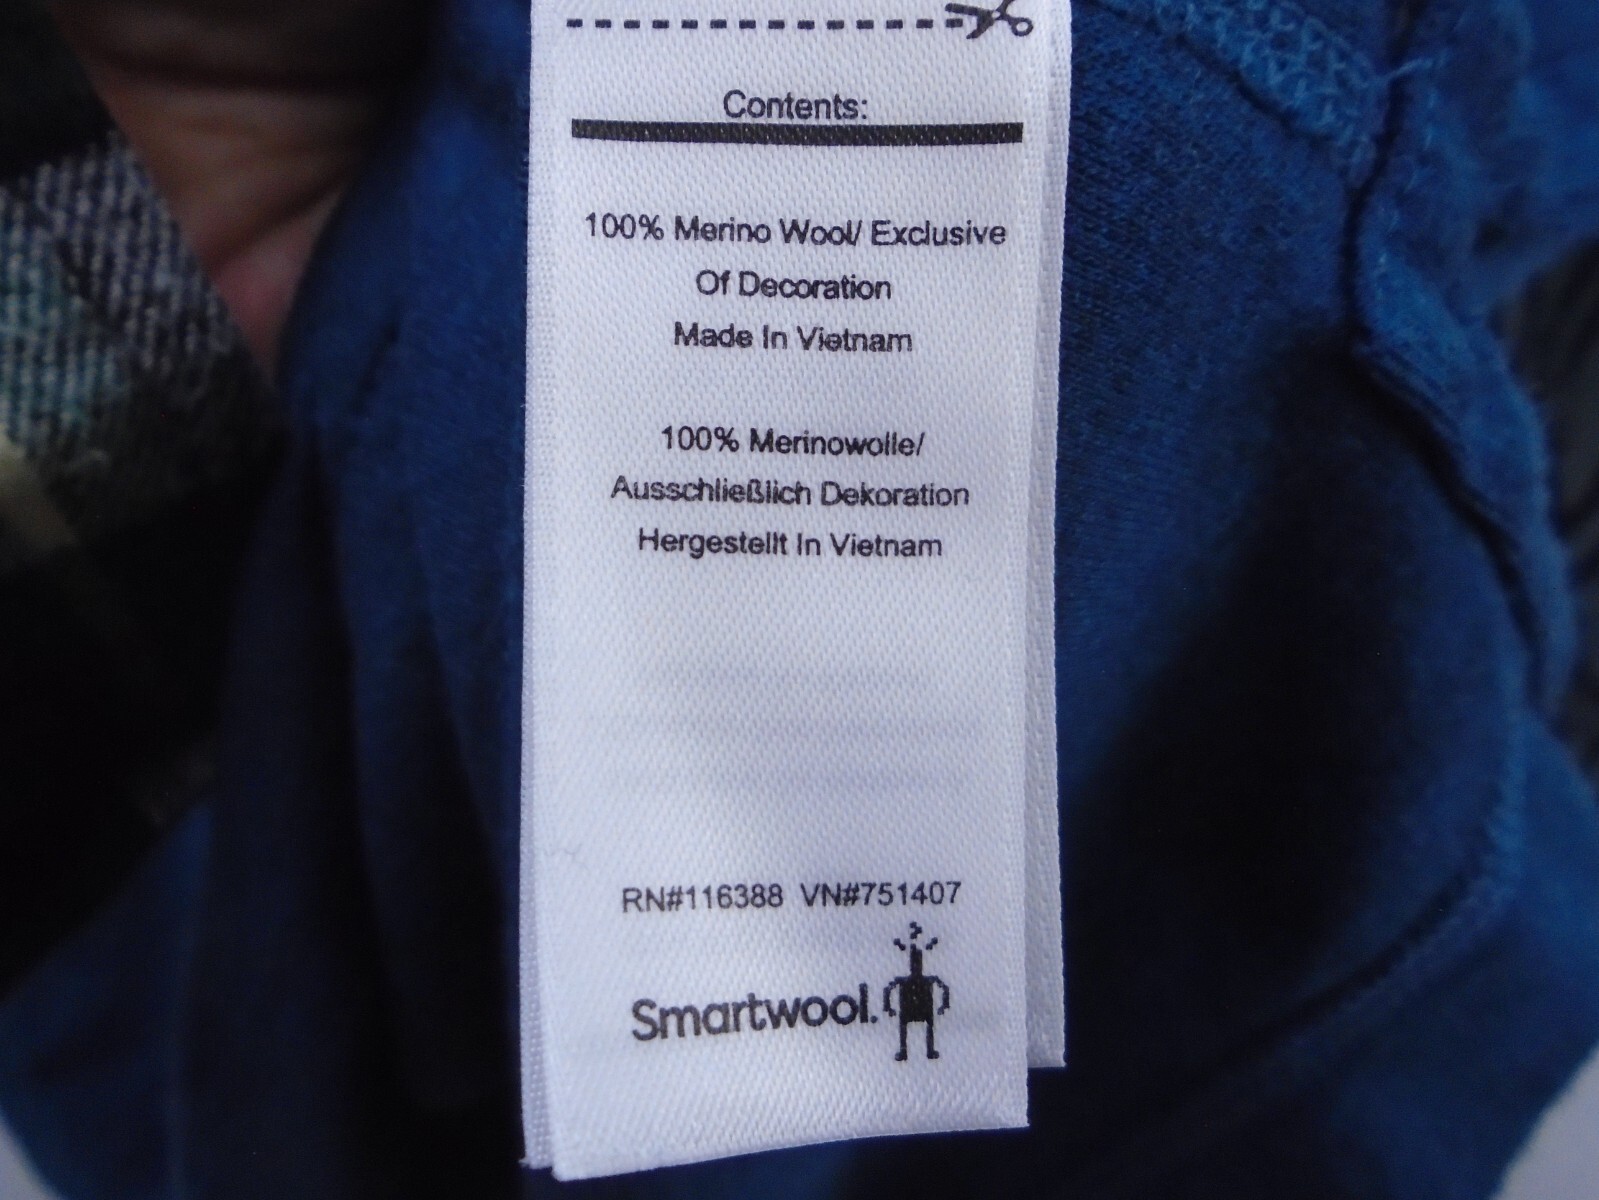 Contents:
100% Merino Wool/ Exclusive
Of Decoration
Made In Vietnam
100% Merinowolle/
Ausschließlich Dekoration
Hergestellt In Vietnam
RN#116388 VN#751407
Smartwool.